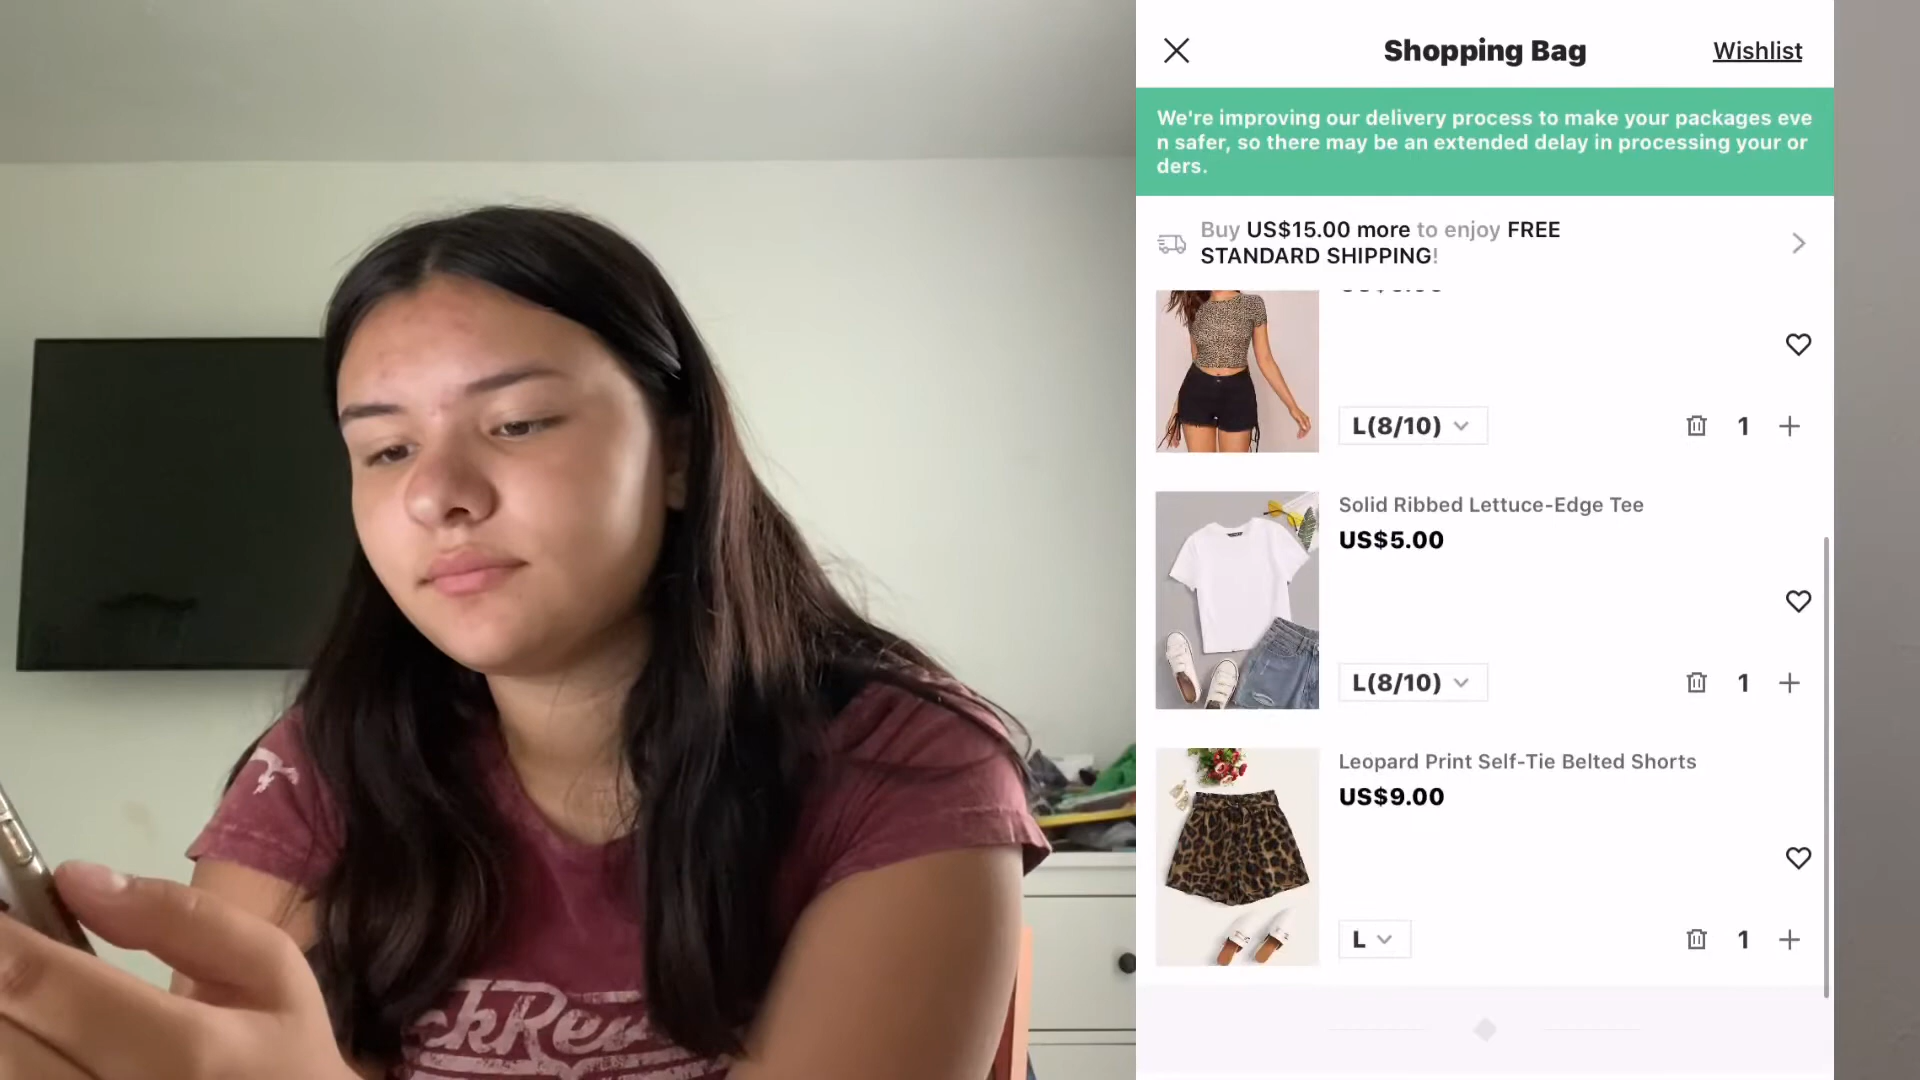 Shopping Bag
Wishlist
We're improving our delivery process to make your packages eve
n safer, so there may be an extended delay in processing your or
ders.
Buy US$15.00 more to enjoy FREE
STANDARD SHIPPING!
L(8/10)
1
Solid Ribbed Lettuce-Edge Tee
US$5.00
L(8/10)
1
Leopard Print Self-Tie Belted Shorts
US$9.00
L
1